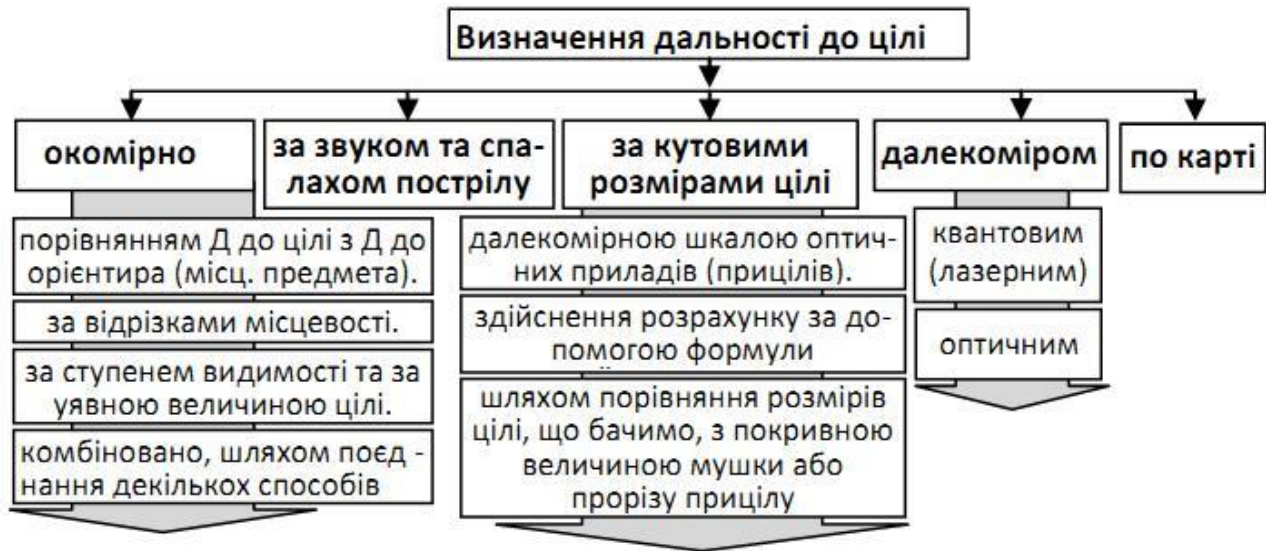 Визначення дальності до цілі
окомірно
за звуком та спа-
лахом пострілу
за кутовими
розмірами цілі
далекоміром
по карті
порівнянням Д до цілі з Д до
орієнтира (місц. предмета).
за відрізками місцевості.
за ступенем видимості та за
уявною величиною цілі.
комбіновано, шляхом поєд -
нання декількох способів
далекомірною шкалою оптич-
них приладів (прицілів).
здійснення розрахунку за до-
помогою формули
шляхом порівняння розмірів
цілі, що бачимо, з покривною
величиною мушки або
прорізу прицілу
квантовим
(лазерним)
оптичним